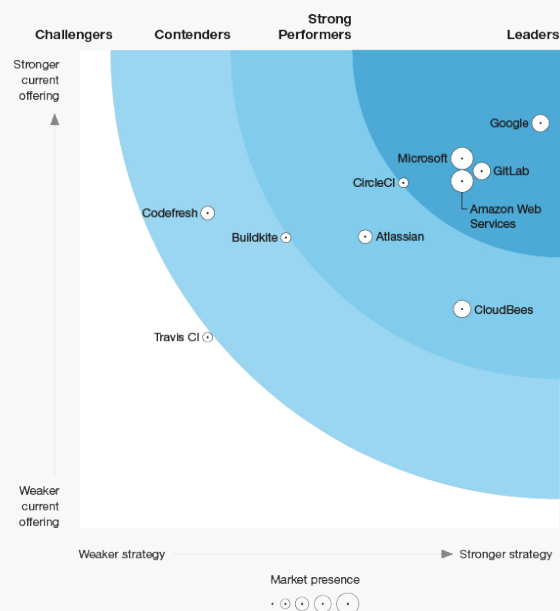 Challengers
Contenders
Strong
Performers
Leaders
Stronger
current
offering
Google
Microsoft
GitLab
CircleCI
Amazon Web
Services
Codefresh
Buildkite
Atlassian
CloudBees
Travis CI
Weaker
current
offering
Weaker strategy
Stronger strategy
Market presence